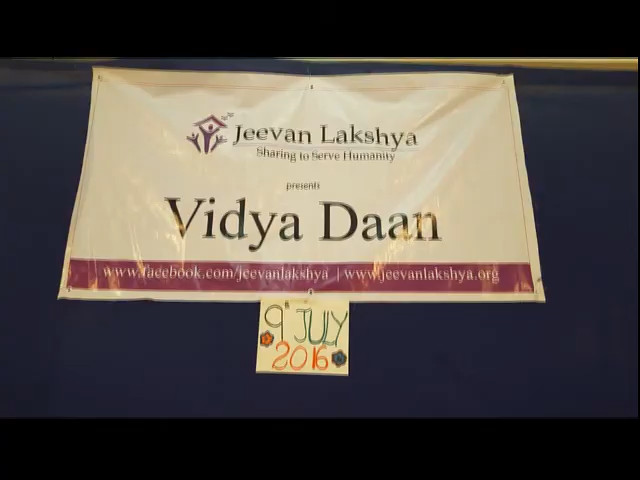 Jeevan Lakshya
Sharing to Serve Humanity
presents
Vidya Daan
www.facebook.com/jeevanlakshya | www.jeevanlakshya.org
9th JULY
2016